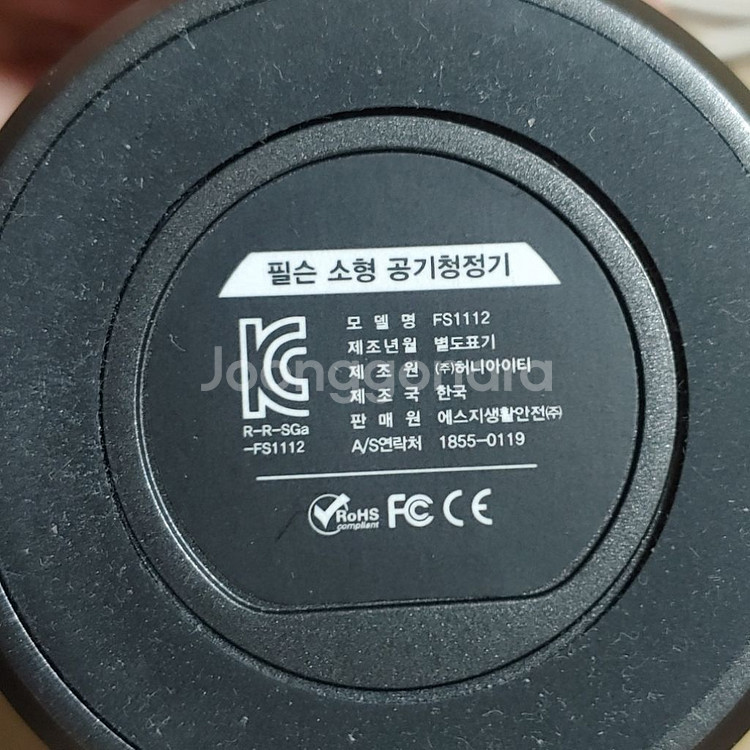 필슨 소형 공기청정기
모 델 명 FS1112
제조년월 별도표기
제 조 원 (주)허니아이티
제 조 국 한국
판 매 원 에스지생활안전(주)
A/S연락처 1855-0119
R-R-SGa
-FS1112
RoHS
compliant
FC CE
Joonggonara